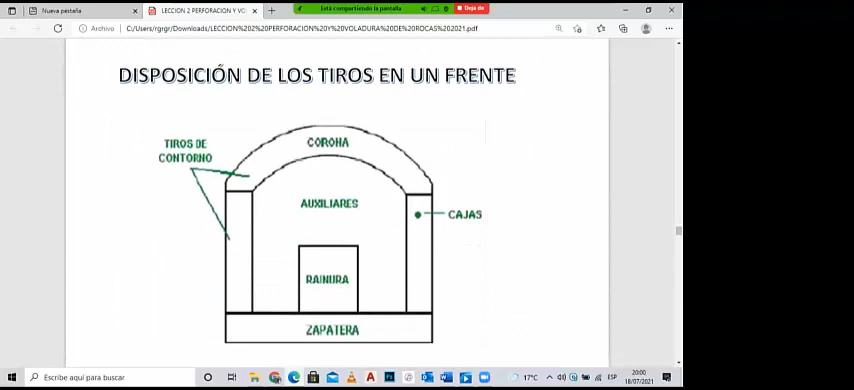 Nueva pestaña
LECCION 2 PERFORACION Y VO
Está compartiendo la pantalla
Deja de
Archivo
C:/Users/rgrgr/Downloads/LECCION%202%20PERFORACION%20Y%20VOLADURA%20DE%20ROCAS%202021.pdf
DISPOSICIÓN DE LOS TIROS EN UN FRENTE
TIROS DE
CONTORNO
CORONA
AUXILIARES
CAJAS
RAINURA
ZAPATERA
Escribe aquí para buscar
17°C
ESP
20:00
18/07/2021